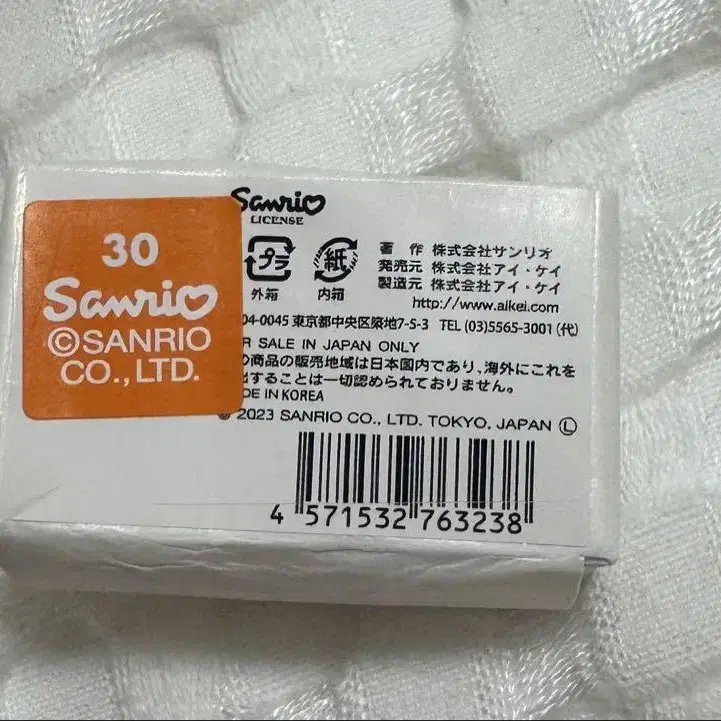 30
Sanrio
©SANRIO
CO., LTD.
Sanrio
LICENSE
プラ
外箱
紙
内箱
著 作 株式会社サンリオ
発売元 株式会社アイ・ケイ
製造元 株式会社アイ・ケイ
http://www.aikei.com
04-0045 東京都中央区築地7-5-3 TEL (03)5565-3001 (代)
R SALE IN JAPAN ONLY
の商品の販売地域は日本国内であり、海外にこれを
出することは一切認められておりません。
DE IN KOREA
© 2023 SANRIO CO., LTD. TOKYO, JAPAN Ⓛ
4 571532 763238